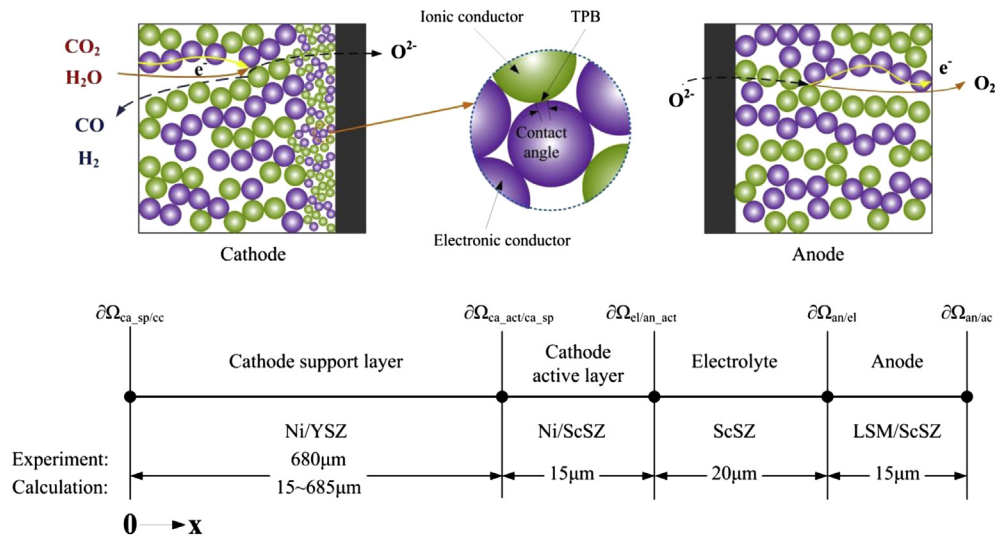 Ionic conductor
TPB
CO₂
H₂O
e⁻
O²⁻
CO
H₂
Contact
angle
Electronic conductor
Cathode
O²⁻
e⁻
O₂
Anode
∂Ωca_sp/cc
∂Ωca_act/ca_sp
∂Ωel/an_act
∂Ωan/el
∂Ωan/ac
Cathode support layer
Cathode
active layer
Electrolyte
Anode
Ni/YSZ
Ni/ScSZ
ScSZ
LSM/ScSZ
Experiment:
680μm
15μm
20μm
15μm
Calculation:
15~685μm
0
x